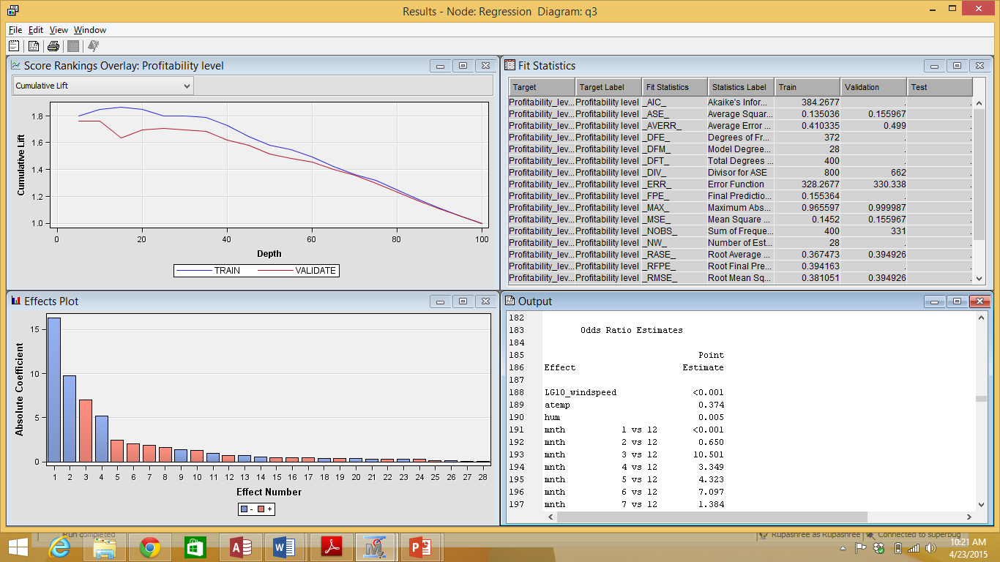 Results - Node: Regression Diagram: q3
File Edit View Window
Score Rankings Overlay: Profitability level
Cumulative Lift
Cumulative Lift
1.8
1.6
1.4
1.2
1.0
0 20 40 60 80 100
Depth
TRAIN VALIDATE
Fit Statistics
Target Target Label Fit Statistics Statistics Label Train Validation Test
Profitability_lev... Profitability level _AIC_ Akaike's Infor... 384.2677 . .
Profitability_lev... Profitability level _ASE_ Average Squar... 0.135036 0.155967 .
Profitability_lev... Profitability level _AVERR_ Average Error ... 0.410335 0.499 .
Profitability_lev... Profitability level _DFE_ Degrees of Fr... 372 . .
Profitability_lev... Profitability level _DFM_ Model Degree... 28 . .
Profitability_lev... Profitability level _DFT_ Total Degrees ... 400 . .
Profitability_lev... Profitability level _DIV_ Divisor for ASE 800 662 .
Profitability_lev... Profitability level _ERR_ Error Function 328.2677 330.338 .
Profitability_lev... Profitability level _FPE_ Final Predictio... 0.155364 . .
Profitability_lev... Profitability level _MAX_ Maximum Abs... 0.965597 0.999987 .
Profitability_lev... Profitability level _MSE_ Mean Square ... 0.1452 0.155967 .
Profitability_lev... Profitability level _NOBS_ Sum of Freque... 400 331 .
Profitability_lev... Profitability level _NW_ Number of Est... 28 . .
Profitability_lev... Profitability level _RASE_ Root Average ... 0.367473 0.394926 .
Profitability_lev... Profitability level _RFPE_ Root Final Pre... 0.394163 . .
Profitability_lev... Profitability level _RMSE_ Root Mean Sq... 0.381051 0.394926 .
Effects Plot
Absolute Coefficient
15
10
5
0
1 2 3 4 5 6 7 8 9 10 11 12 13 14 15 16 17 18 19 20 21 22 23 24 25 26 27 28
Effect Number
- +
Output
182
183 Odds Ratio Estimates
184
185 Point
186 Effect Estimate
187
188 LG10_windspeed <0.001
189 atemp 0.374
190 hum 0.005
191 mnth 1 vs 12 <0.001
192 mnth 2 vs 12 0.650
193 mnth 3 vs 12 10.501
194 mnth 4 vs 12 3.349
195 mnth 5 vs 12 4.323
196 mnth 6 vs 12 7.097
197 mnth 7 vs 12 1.384
Run completed
Rupashree as Rupashree Connected to superbug
10:21 AM
4/23/2015